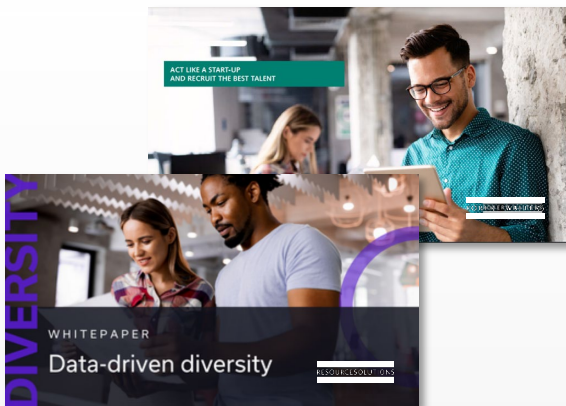 ACT LIKE A START-UP
AND RECRUIT THE BEST TALENT
DIVERSITY
WHITEPAPER
Data-driven diversity
RESOURCESOLUTIONS